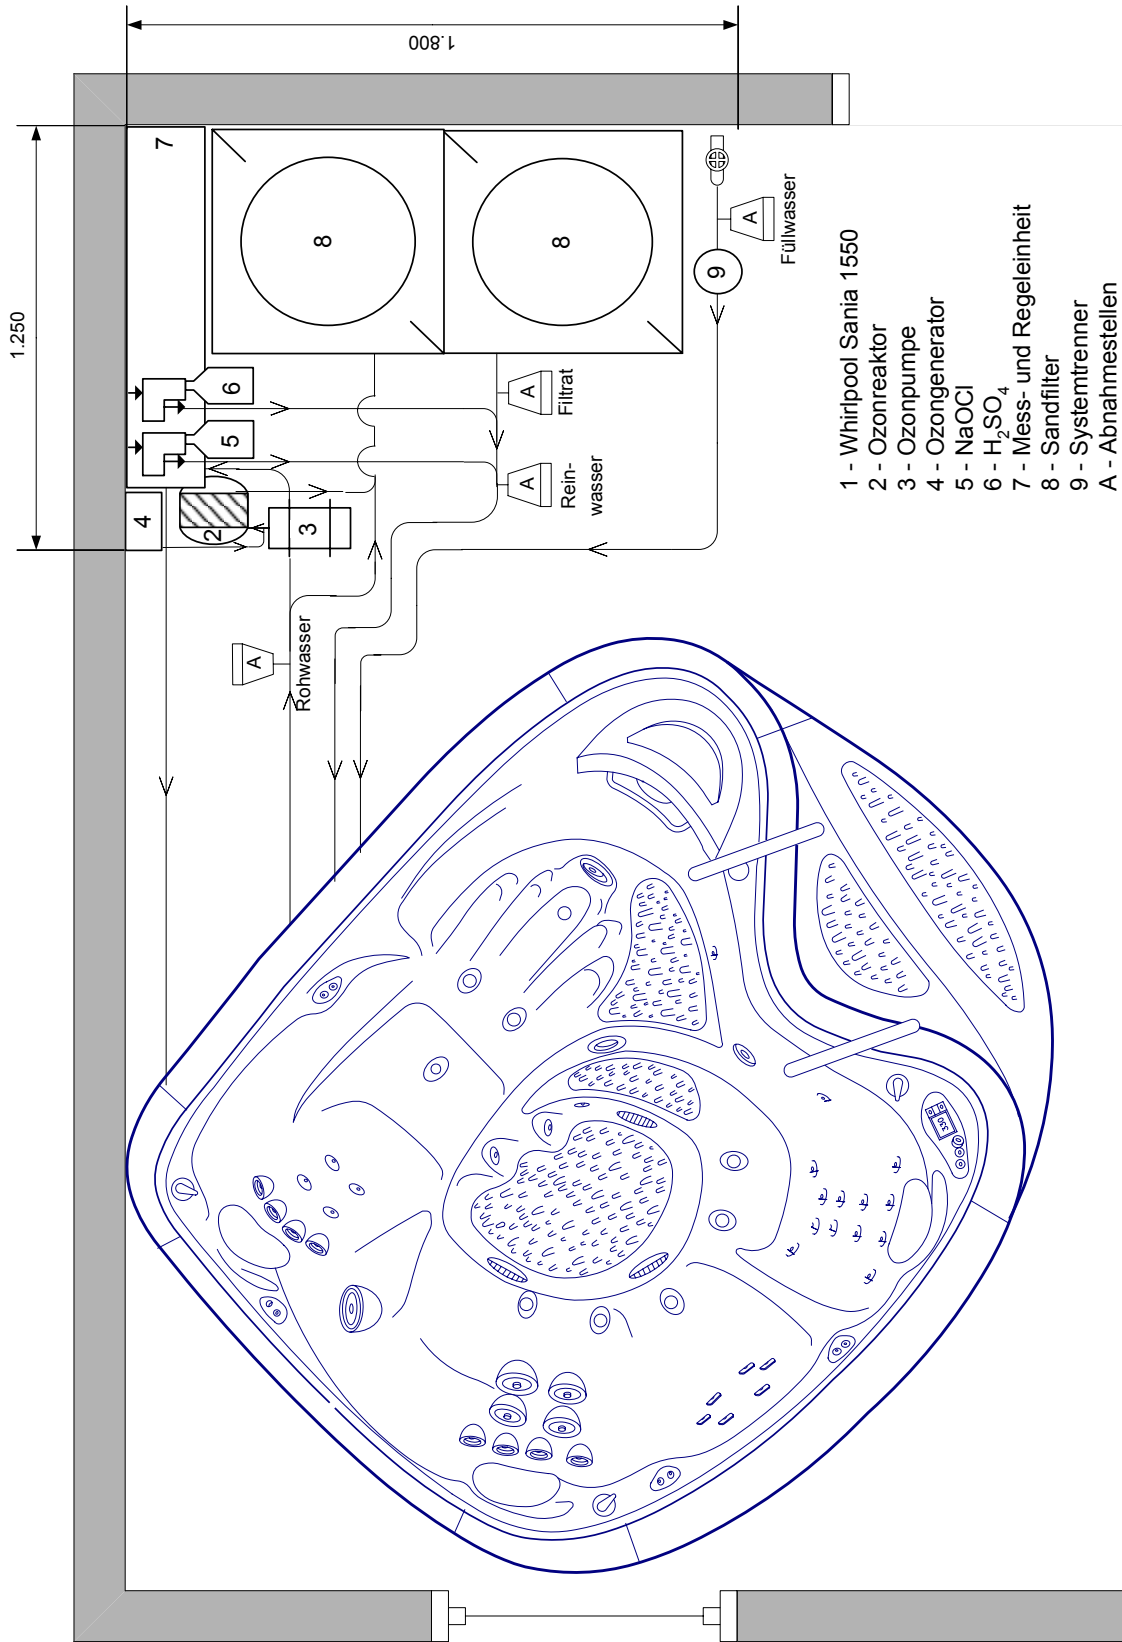 1.800
1.250
7
6
5
4
2
3
8
8
9
A
Füllwasser
A
Filtrat
A
Rein-
wasser
A
Rohwasser
330
1 - Whirlpool Sania 1550
2 - Ozonreaktor
3 - Ozonpumpe
4 - Ozongenerator
5 - NaOCl
6 - H₂SO₄
7 - Mess- und Regeleinheit
8 - Sandfilter
9 - Systemtrenner
A - Abnahmestellen